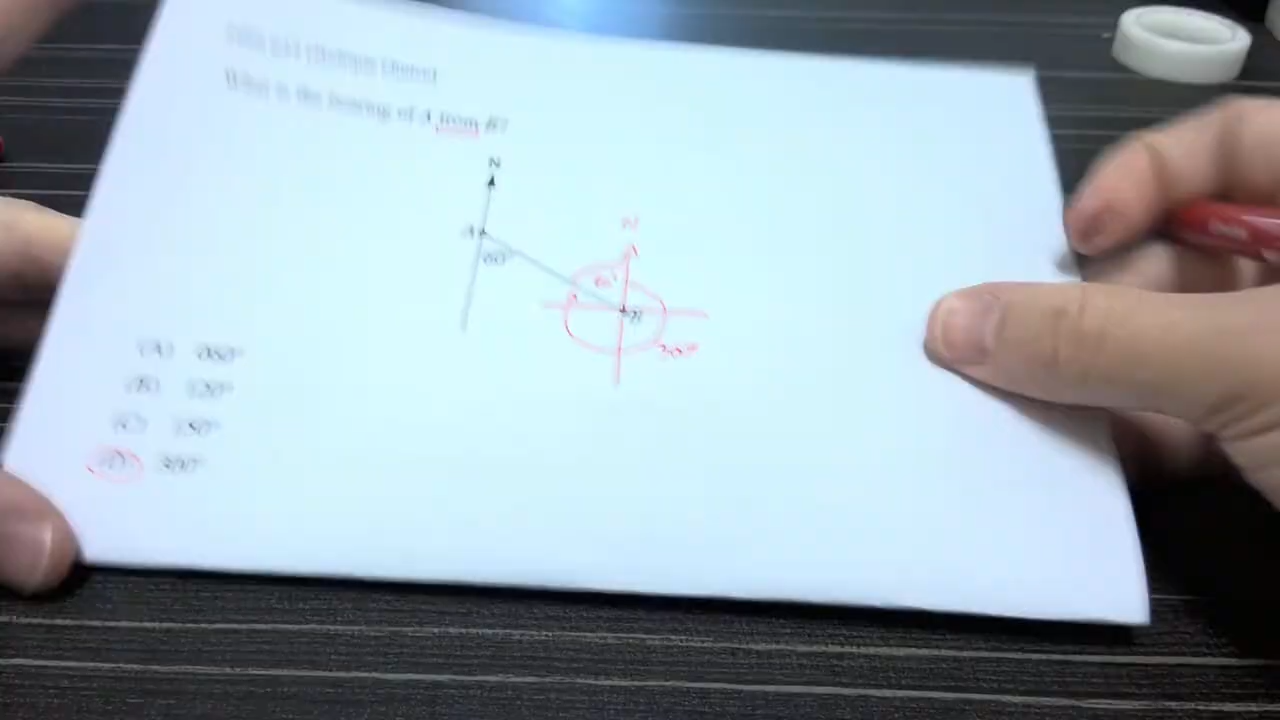 What is the bearing of A from B?
N
A
60°
N
60°
B
300°
(A) 060°
(B) 120°
(C) 150°
(D) 300°